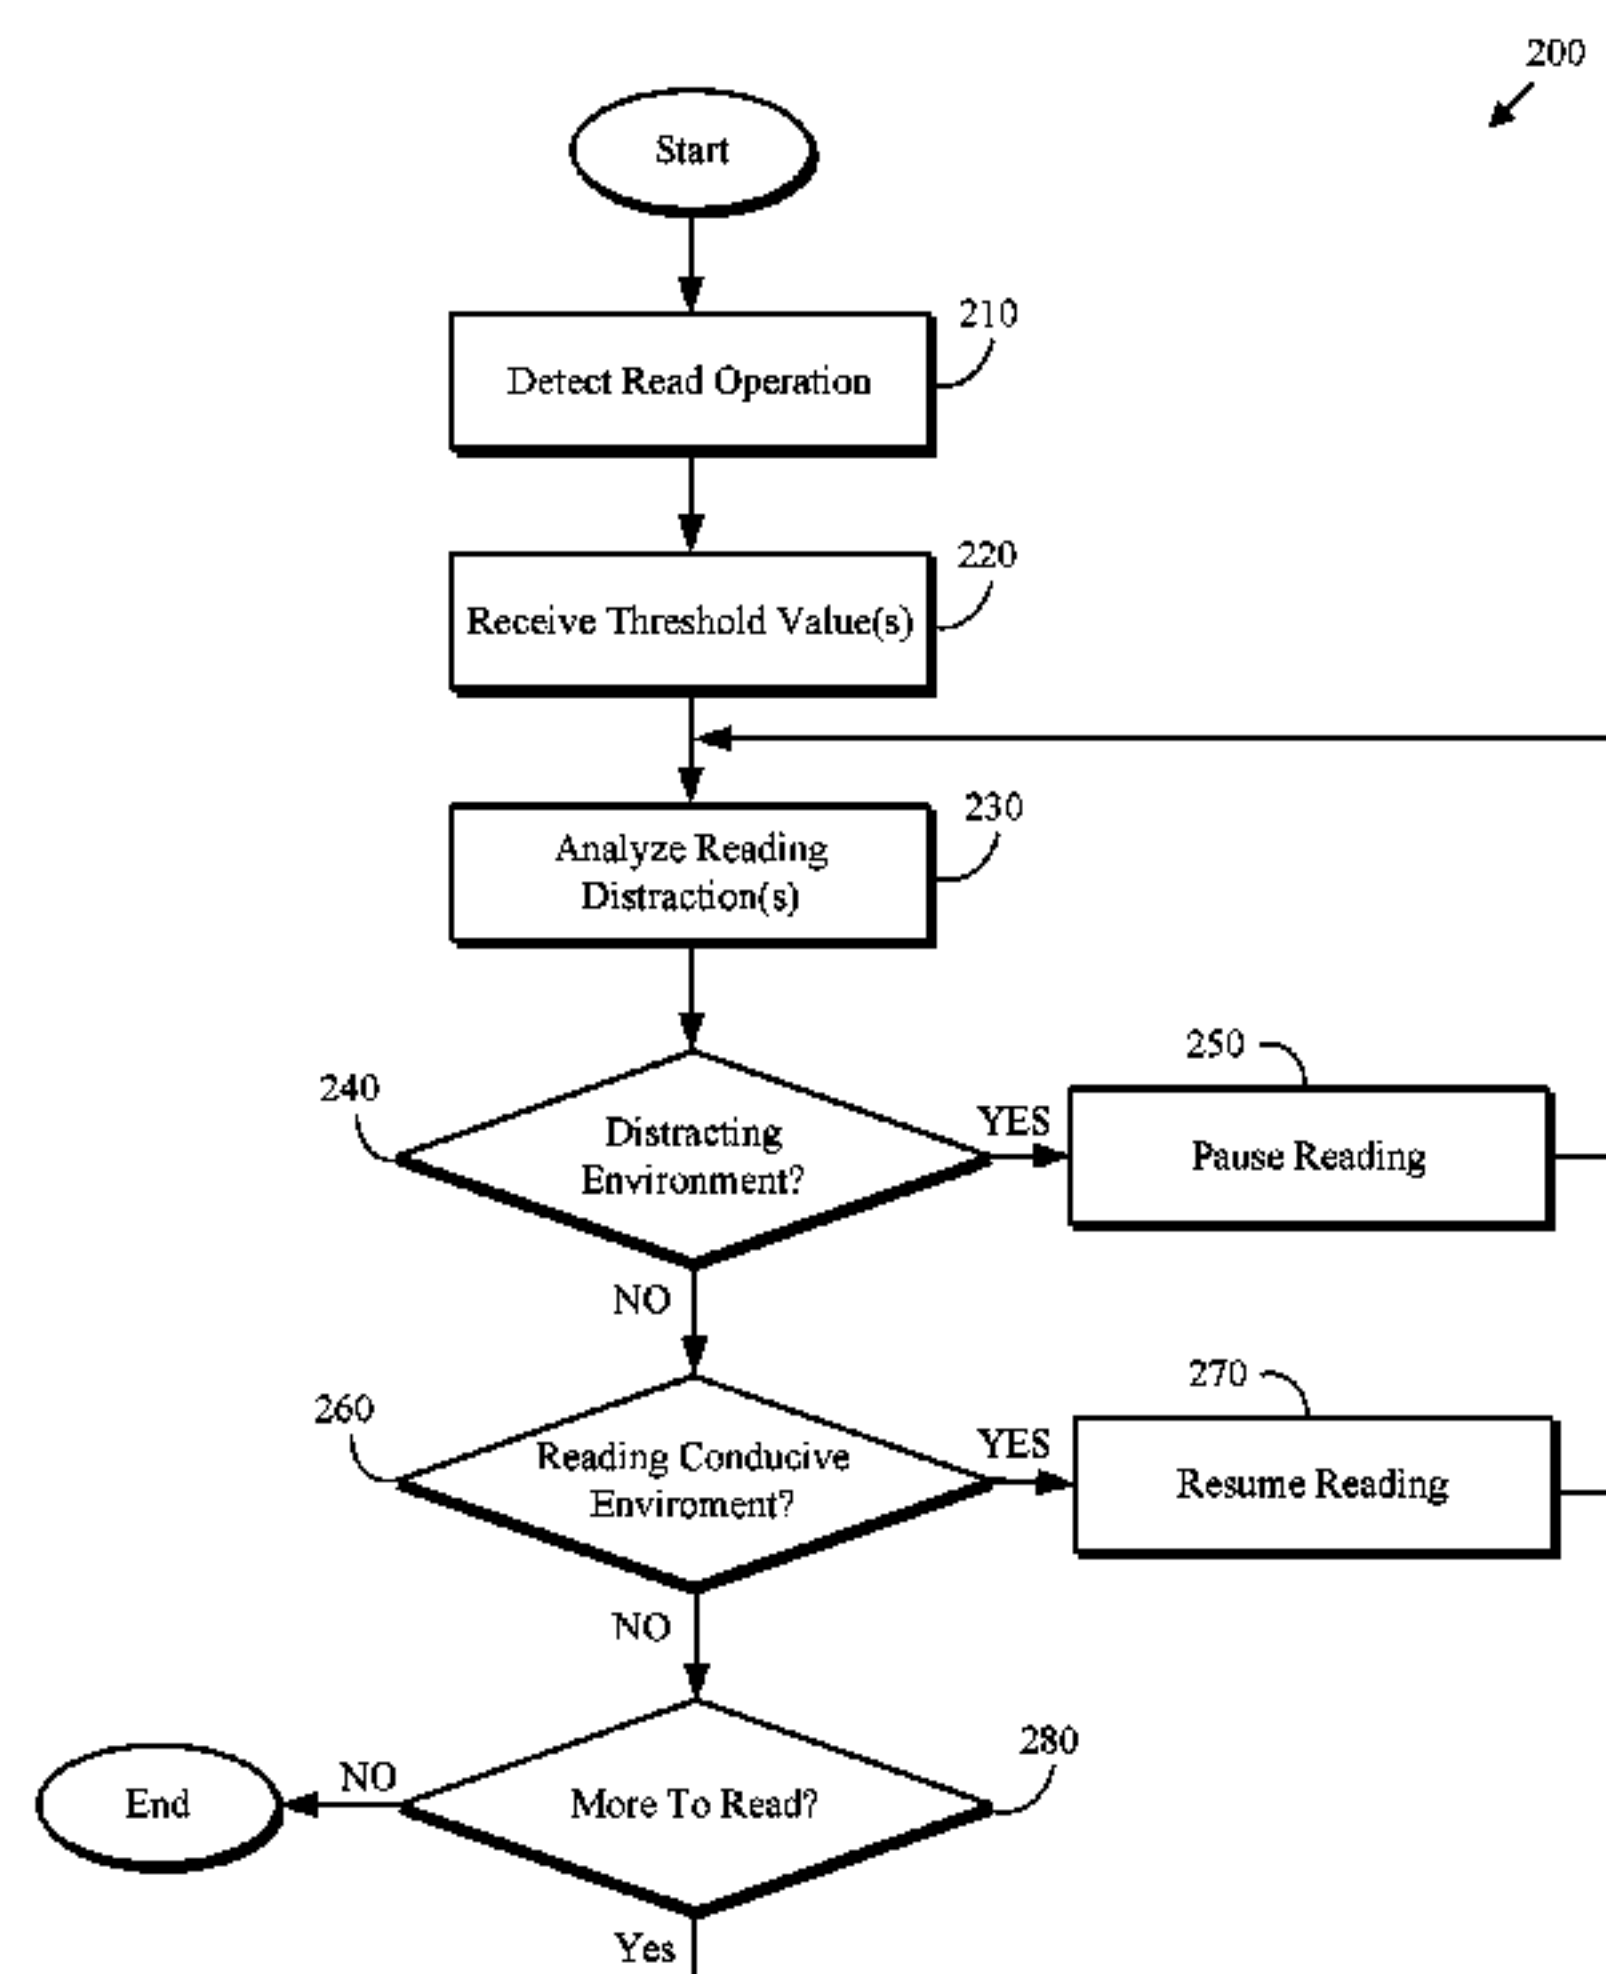 200
Start
210
Detect Read Operation
220
Receive Threshold Value(s)
230
Analyze Reading
Distraction(s)
240
Distracting
Environment?
YES
250
Pause Reading
NO
260
Reading Conducive
Enviroment?
YES
270
Resume Reading
NO
280
More To Read?
NO
End
Yes